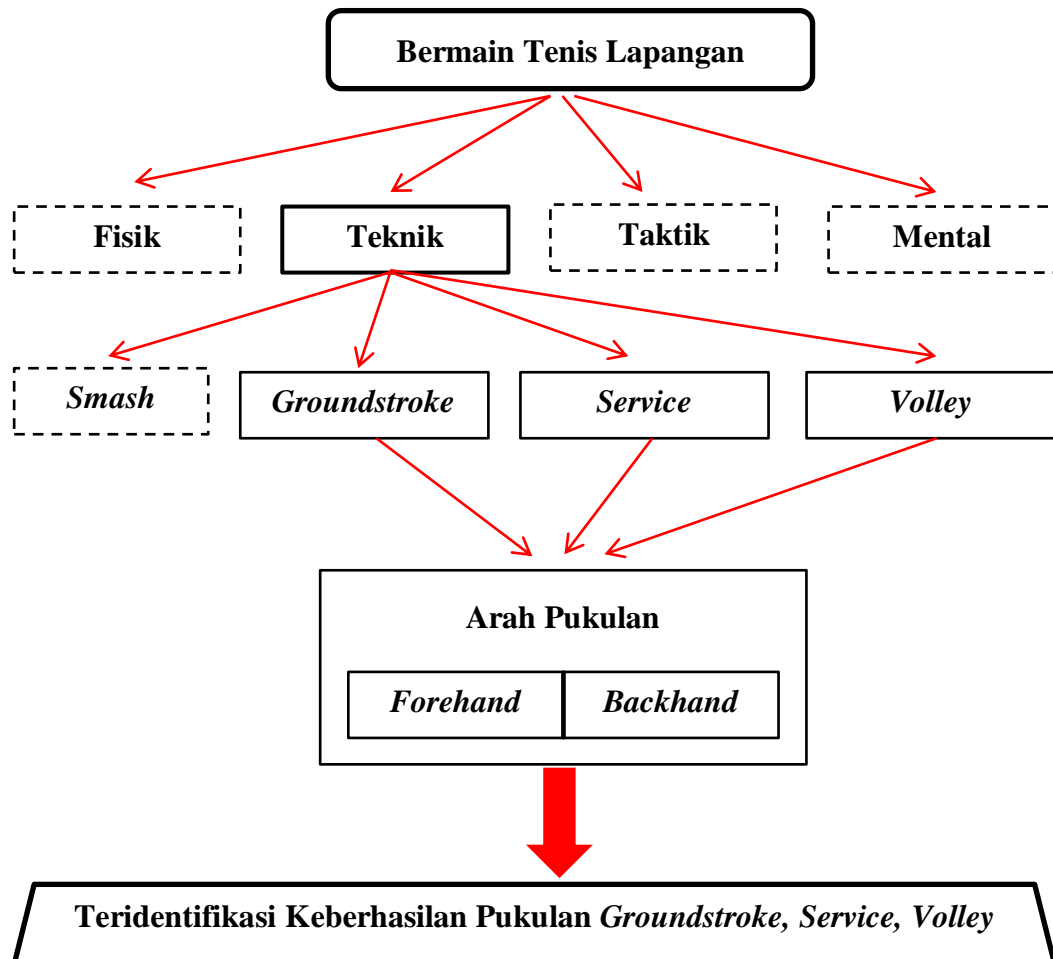 Bermain Tenis Lapangan
Fisik
Teknik
Taktik
Mental
Smash
Groundstroke
Service
Volley
Arah Pukulan
Forehand
Backhand
Teridentifikasi Keberhasilan Pukulan Groundstroke, Service, Volley